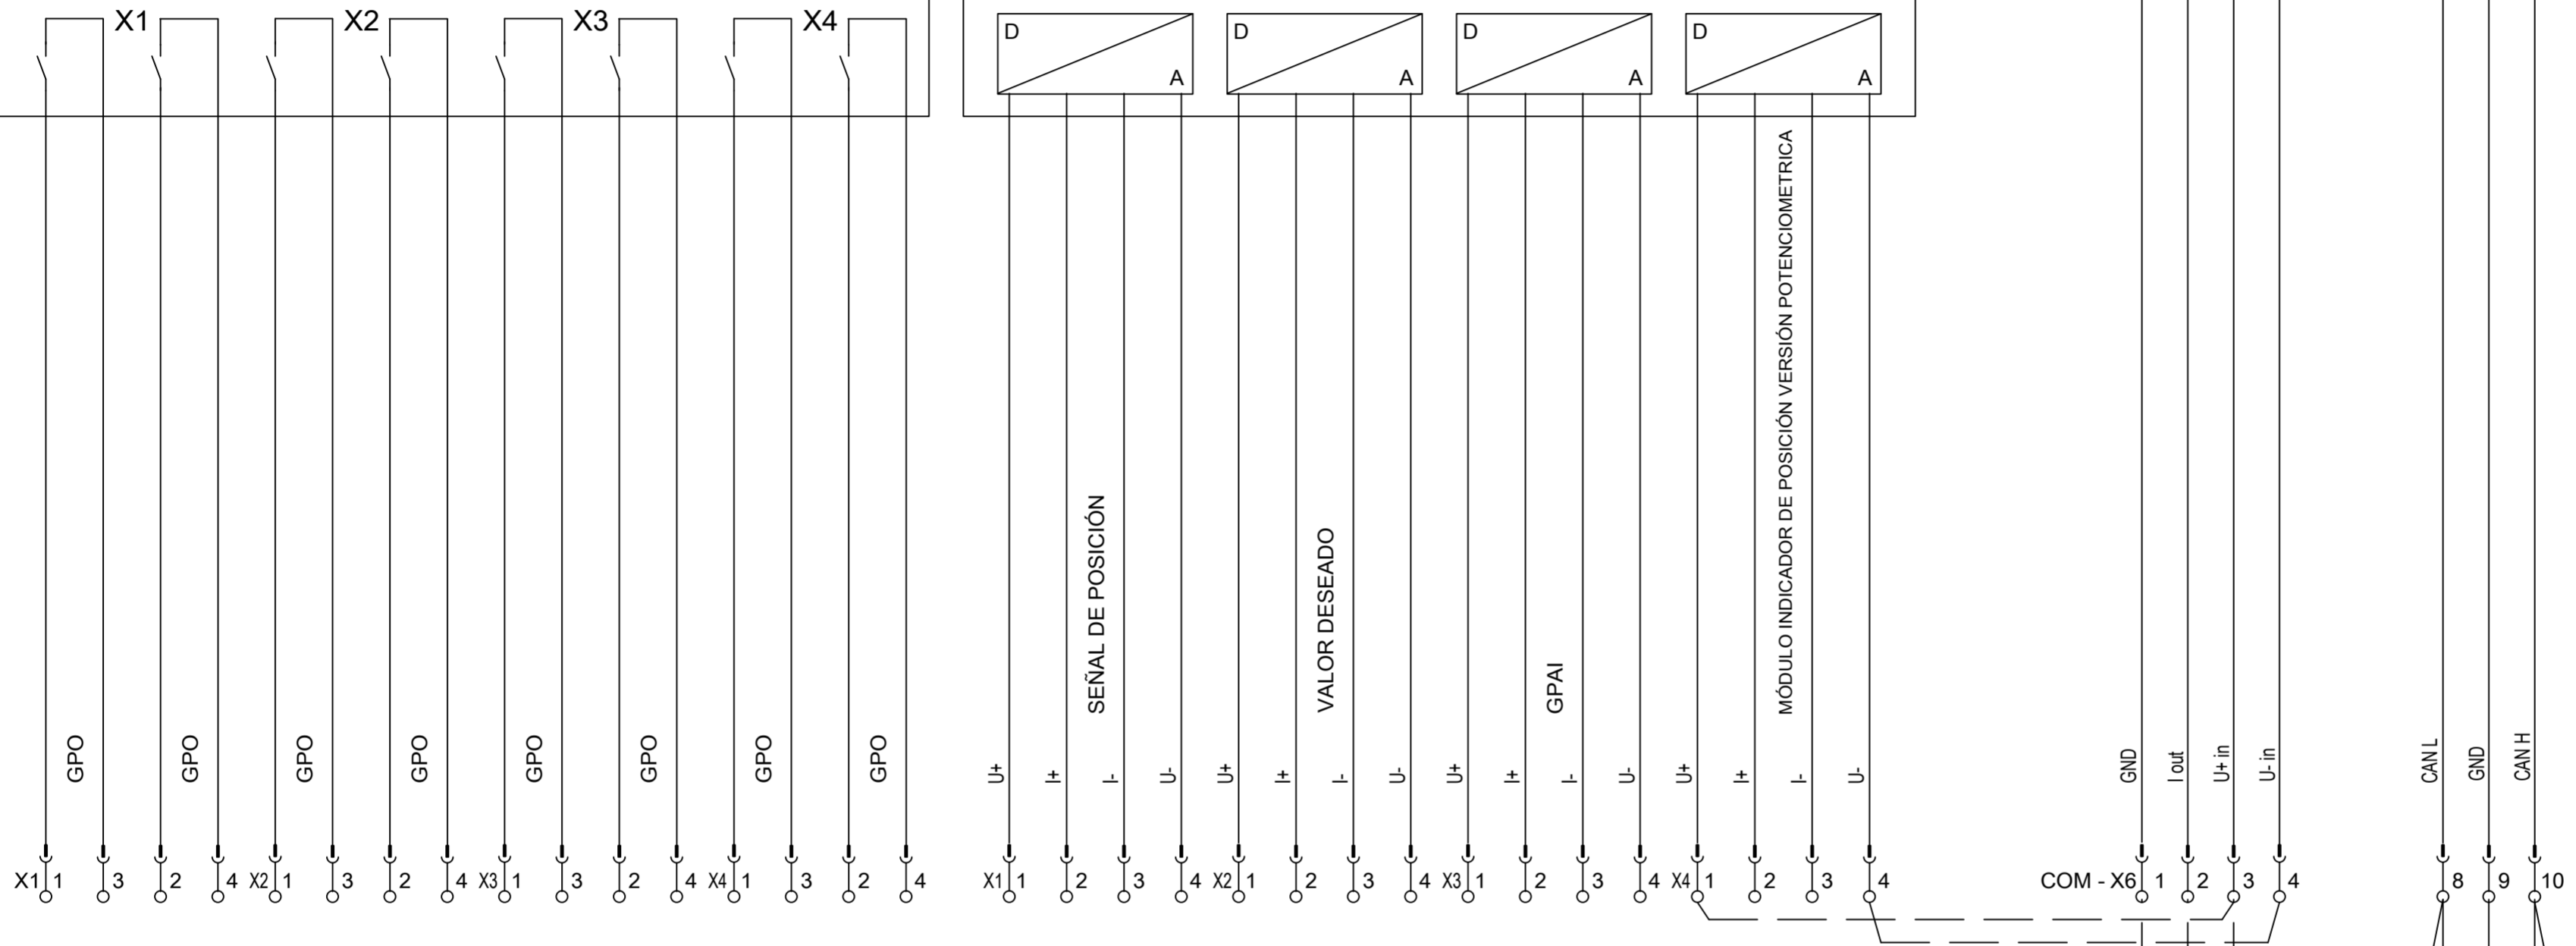 X1 X2 X3 X4
D D D D
A A A A
MÓDULO INDICADOR DE POSICIÓN VERSIÓN POTENCIOMETRICA
SEÑAL DE POSICIÓN
VALOR DESEADO
GPAI
GPO GPO GPO GPO GPO GPO GPO GPO
U+ I+ I- U- U+ I+ I- U- U+ I+ I- U- U+ I+ I- U-
GND I out U+ in U- in
CAN L GND CAN H
X1 1 3 2 4 X2 1 3 2 4 X3 1 3 2 4 X4 1 3 2 4
X1 1 2 3 4 X2 1 2 3 4 X3 1 2 3 4 X4 1 2 3 4
COM - X6 1 2 3 4
8 9 10